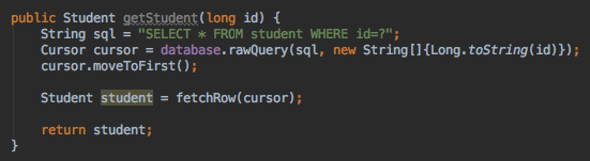 public Student getStudent(long id) {
    String sql = "SELECT * FROM student WHERE id=?";
    Cursor cursor = database.rawQuery(sql, new String[]{Long.toString(id)});
    cursor.moveToFirst();

    Student student = fetchRow(cursor);

    return student;
}